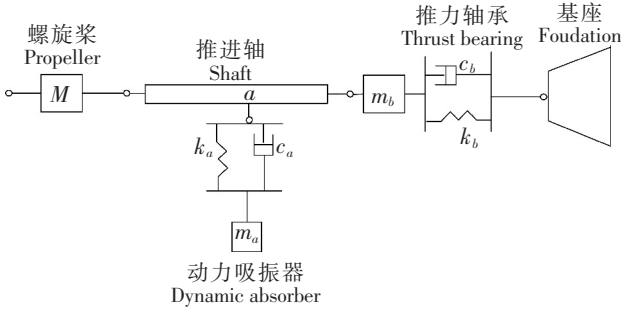 螺旋桨
Propeller
推进轴
Shaft
推力轴承
Thrust bearing
基座
Foudation
M
a
m_b
c_b
k_b
k_a
c_a
m_a
动力吸振器
Dynamic absorber